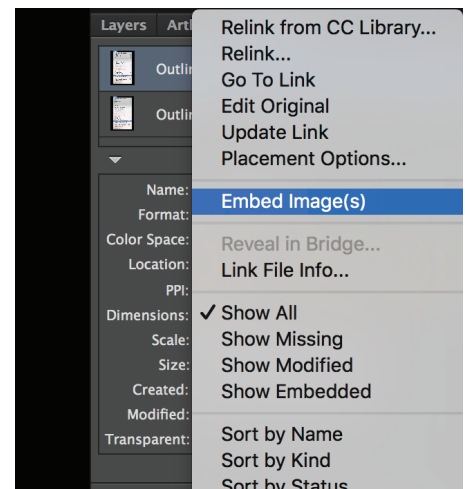 Layers
Relink from CC Library...
Relink...
Go To Link
Edit Original
Update Link
Placement Options...
Embed Image(s)
Reveal in Bridge...
Link File Info...
✓ Show All
Show Missing
Show Modified
Show Embedded
Sort by Name
Sort by Kind
Sort by Status
Name:
Format:
Color Space:
Location:
PPI:
Dimensions:
Scale:
Size:
Created:
Modified:
Transparent: